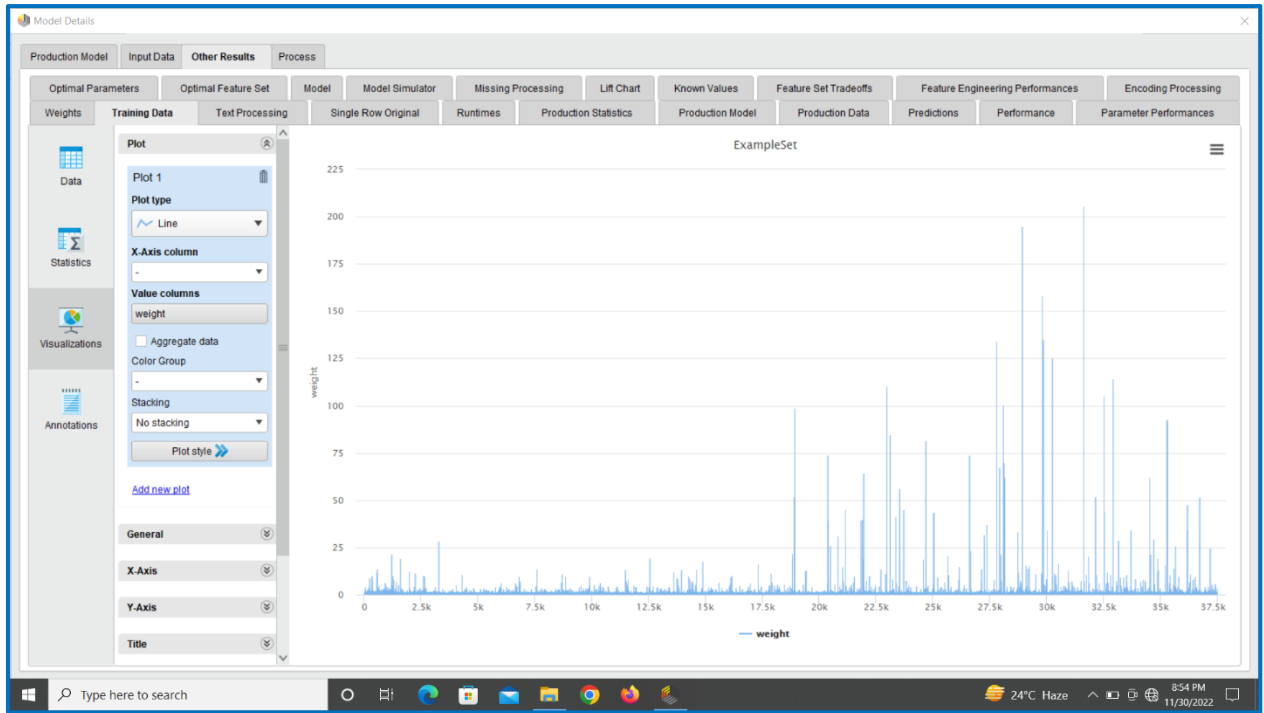 Model Details
Production Model Input Data Other Results Process
Optimal Parameters Optimal Feature Set Model Model Simulator Missing Processing Lift Chart Known Values Feature Set Tradeoffs Feature Engineering Performances Encoding Processing
Weights Training Data Text Processing Single Row Original Runtimes Production Statistics Production Model Production Data Predictions Performance Parameter Performances
Data
Statistics
Visualizations
Annotations
Plot
Plot 1
Plot type
Line
X-Axis column
-
Value columns
weight
Aggregate data
Color Group
-
Stacking
No stacking
Plot style
Add new plot
General
X-Axis
Y-Axis
Title
ExampleSet
225
200
175
150
125
100
75
50
25
0
weight
0 2.5k 5k 7.5k 10k 12.5k 15k 17.5k 20k 22.5k 25k 27.5k 30k 32.5k 35k 37.5k
weight
Type here to search
24°C Haze
8:54 PM
11/30/2022